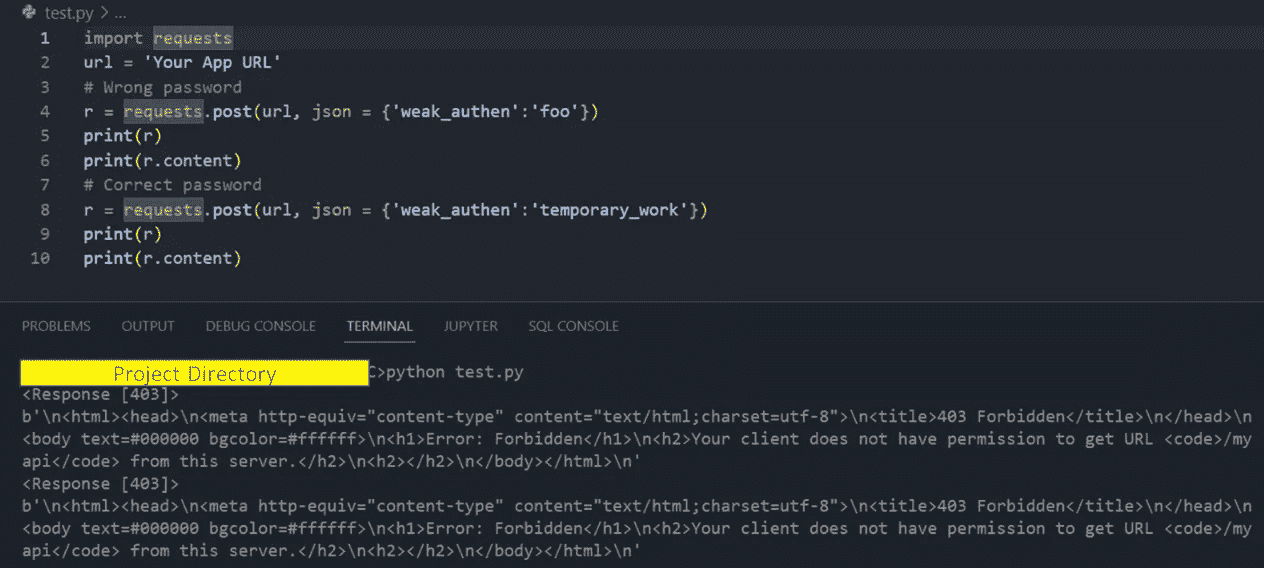 test.py > ...
1 import requests
2 url = 'Your App URL'
3 # Wrong password
4 r = requests.post(url, json = {'weak_authen':'foo'})
5 print(r)
6 print(r.content)
7 # Correct password
8 r = requests.post(url, json = {'weak_authen':'temporary_work'})
9 print(r)
10 print(r.content)
PROBLEMS OUTPUT DEBUG CONSOLE TERMINAL JUPYTER SQL CONSOLE
Project Directory C>python test.py
<Response [403]>
b'\n<html><head>\n<meta http-equiv="content-type" content="text/html;charset=utf-8">\n<title>403 Forbidden</title>\n</head>\n
<body text=#000000 bgcolor=#ffffff>\n<h1>Error: Forbidden</h1>\n<h2>Your client does not have permission to get URL <code>/my
api</code> from this server.</h2>\n<h2></h2>\n</body></html>\n'
<Response [403]>
b'\n<html><head>\n<meta http-equiv="content-type" content="text/html;charset=utf-8">\n<title>403 Forbidden</title>\n</head>\n
<body text=#000000 bgcolor=#ffffff>\n<h1>Error: Forbidden</h1>\n<h2>Your client does not have permission to get URL <code>/my
api</code> from this server.</h2>\n<h2></h2>\n</body></html>\n'